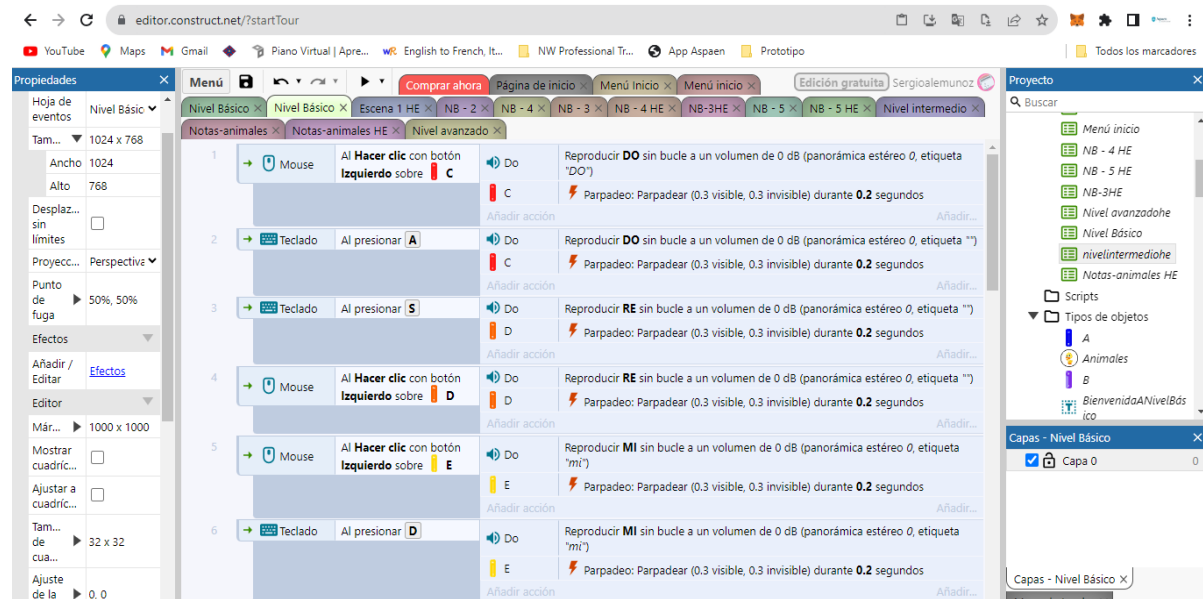 editor.construct.net/?startTour
YouTube Maps Gmail Piano Virtual | Apre... English to French, It... NW Professional Tr... App Aspaen Prototipo Todos los marcadores
Propiedades
Hoja de eventos Nivel Básic
Tam... 1024 x 768
Ancho 1024
Alto 768
Desplaz... sin límites
Proyecc... Perspectiva
Punto de fuga 50%, 50%
Efectos
Añadir / Editar Efectos
Editor
Már... 1000 x 1000
Mostrar cuadríc...
Ajustar a cuadríc...
Tam... de cua... 32 x 32
Ajuste de la 0, 0
Menú Comprar ahora Página de inicio Menú Inicio Menú inicio Edición gratuita Sergioalemunoz
Nivel Básico Nivel Básico Escena 1 HE NB - 2 NB - 4 NB - 3 NB - 4 HE NB-3HE NB - 5 NB - 5 HE Nivel intermedio
Notas-animales Notas-animales HE Nivel avanzado
1 Mouse Al Hacer clic con botón
Izquierdo sobre C
Do Reproducir DO sin bucle a un volumen de 0 dB (panorámica estéreo 0, etiqueta
"DO")
C Parpadeo: Parpadear (0.3 visible, 0.3 invisible) durante 0.2 segundos
Añadir acción Añadir...
2 Teclado Al presionar A
Do Reproducir DO sin bucle a un volumen de 0 dB (panorámica estéreo 0, etiqueta "")
C Parpadeo: Parpadear (0.3 visible, 0.3 invisible) durante 0.2 segundos
Añadir acción Añadir...
3 Teclado Al presionar S
Do Reproducir RE sin bucle a un volumen de 0 dB (panorámica estéreo 0, etiqueta "")
D Parpadeo: Parpadear (0.3 visible, 0.3 invisible) durante 0.2 segundos
Añadir acción Añadir...
4 Mouse Al Hacer clic con botón
Izquierdo sobre D
Do Reproducir RE sin bucle a un volumen de 0 dB (panorámica estéreo 0, etiqueta "")
D Parpadeo: Parpadear (0.3 visible, 0.3 invisible) durante 0.2 segundos
Añadir acción Añadir...
5 Mouse Al Hacer clic con botón
Izquierdo sobre E
Do Reproducir MI sin bucle a un volumen de 0 dB (panorámica estéreo 0, etiqueta
"mi")
E Parpadeo: Parpadear (0.3 visible, 0.3 invisible) durante 0.2 segundos
Añadir acción Añadir...
6 Teclado Al presionar D
Do Reproducir MI sin bucle a un volumen de 0 dB (panorámica estéreo 0, etiqueta
"mi")
E Parpadeo: Parpadear (0.3 visible, 0.3 invisible) durante 0.2 segundos
Añadir acción Añadir...
Proyecto
Buscar
Menú inicio
NB - 4 HE
NB - 5 HE
NB-3HE
Nivel avanzadohe
Nivel Básico
nivelintermediohe
Notas-animales HE
Scripts
Tipos de objetos
A
Animales
B
BienvenidaANivelBás
ico
Capas - Nivel Básico
Capa 0 0
Capas - Nivel Básico